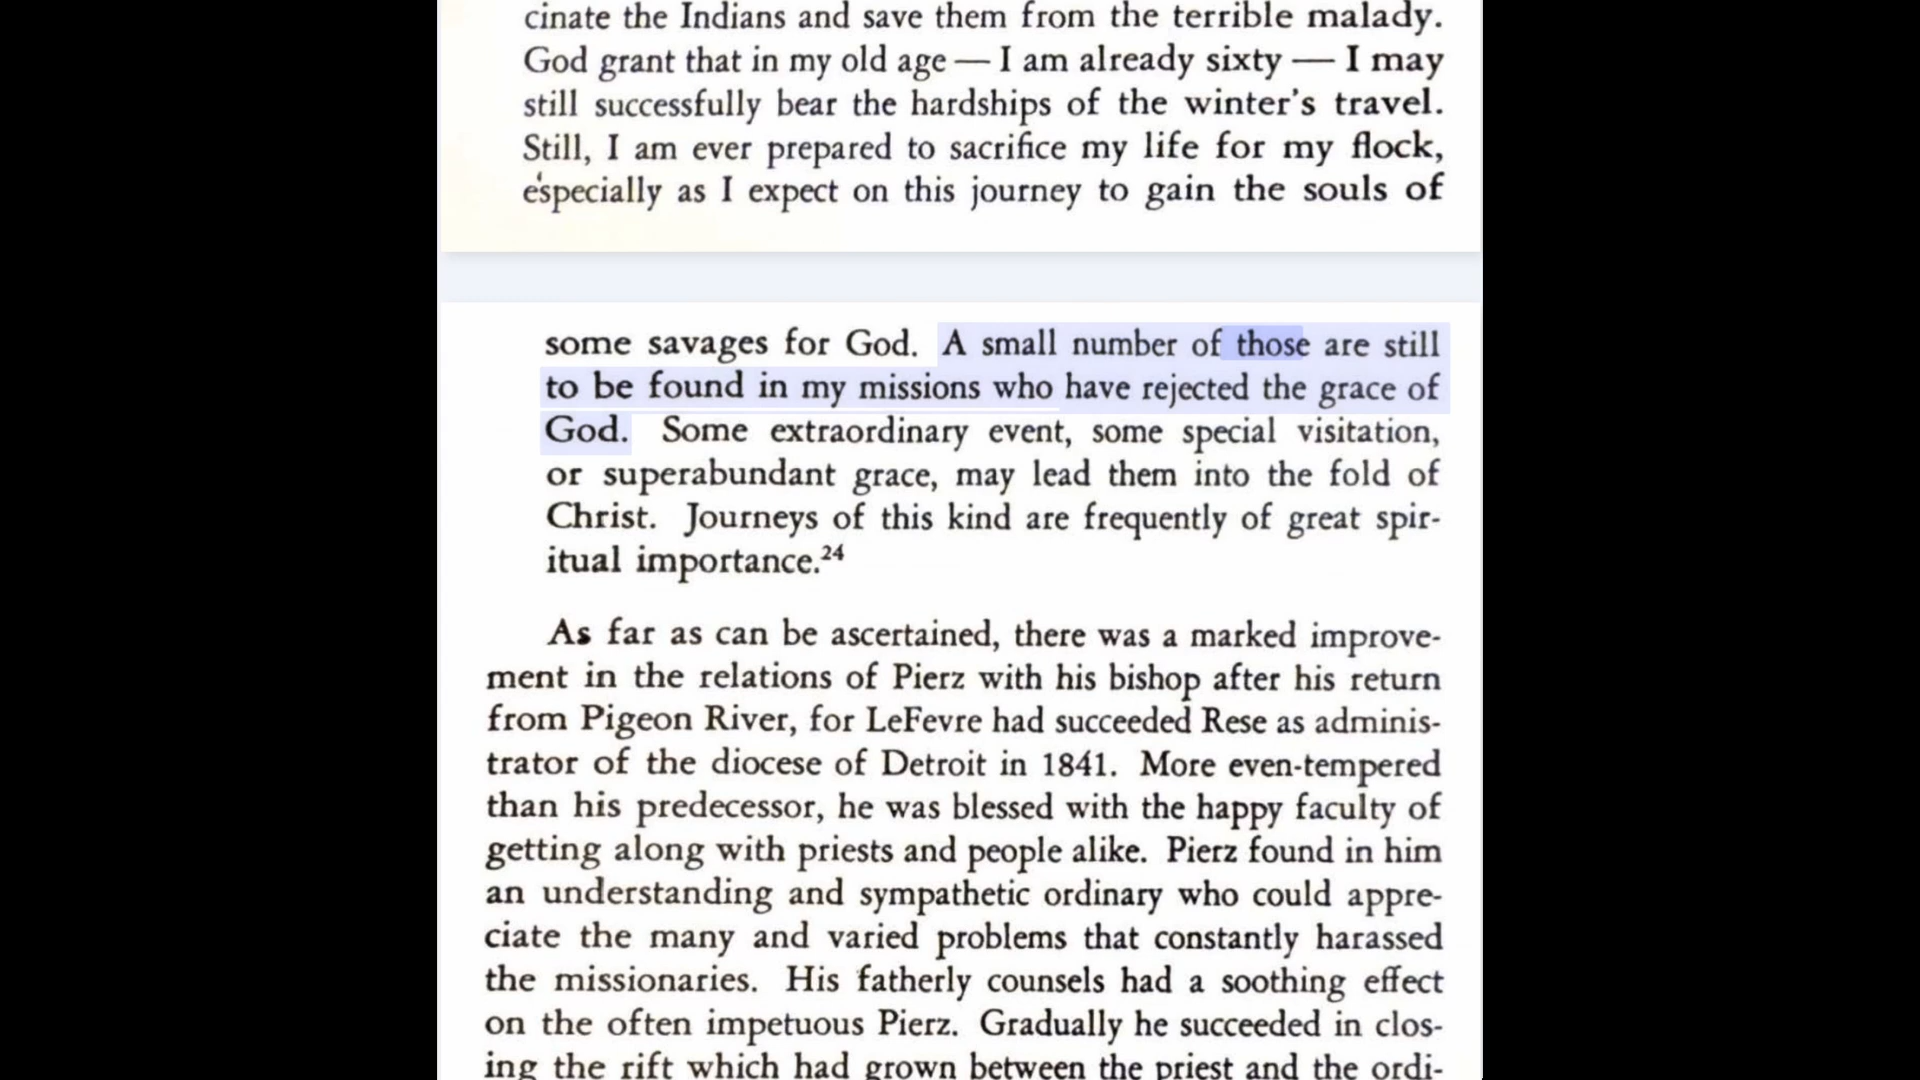 cinate the Indians and save them from the terrible malady.
God grant that in my old age — I am already sixty — I may
still successfully bear the hardships of the winter's travel.
Still, I am ever prepared to sacrifice my life for my flock,
especially as I expect on this journey to gain the souls of
some savages for God. A small number of those are still
to be found in my missions who have rejected the grace of
God. Some extraordinary event, some special visitation,
or superabundant grace, may lead them into the fold of
Christ. Journeys of this kind are frequently of great spir-
itual importance.24
As far as can be ascertained, there was a marked improve-
ment in the relations of Pierz with his bishop after his return
from Pigeon River, for LeFevre had succeeded Rese as adminis-
trator of the diocese of Detroit in 1841. More even-tempered
than his predecessor, he was blessed with the happy faculty of
getting along with priests and people alike. Pierz found in him
an understanding and sympathetic ordinary who could appre-
ciate the many and varied problems that constantly harassed
the missionaries. His fatherly counsels had a soothing effect
on the often impetuous Pierz. Gradually he succeeded in clos-
ing the rift which had grown between the priest and the ordi-